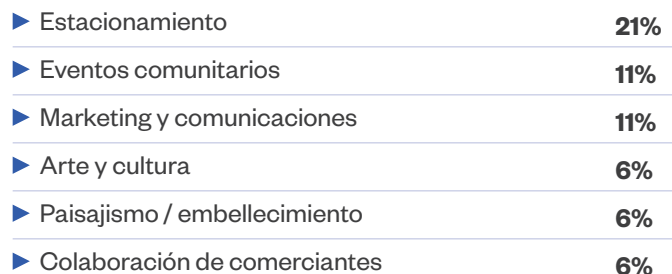 ▶ Estacionamiento 21%
▶ Eventos comunitarios 11%
▶ Marketing y comunicaciones 11%
▶ Arte y cultura 6%
▶ Paisajismo / embellecimiento 6%
▶ Colaboración de comerciantes 6%